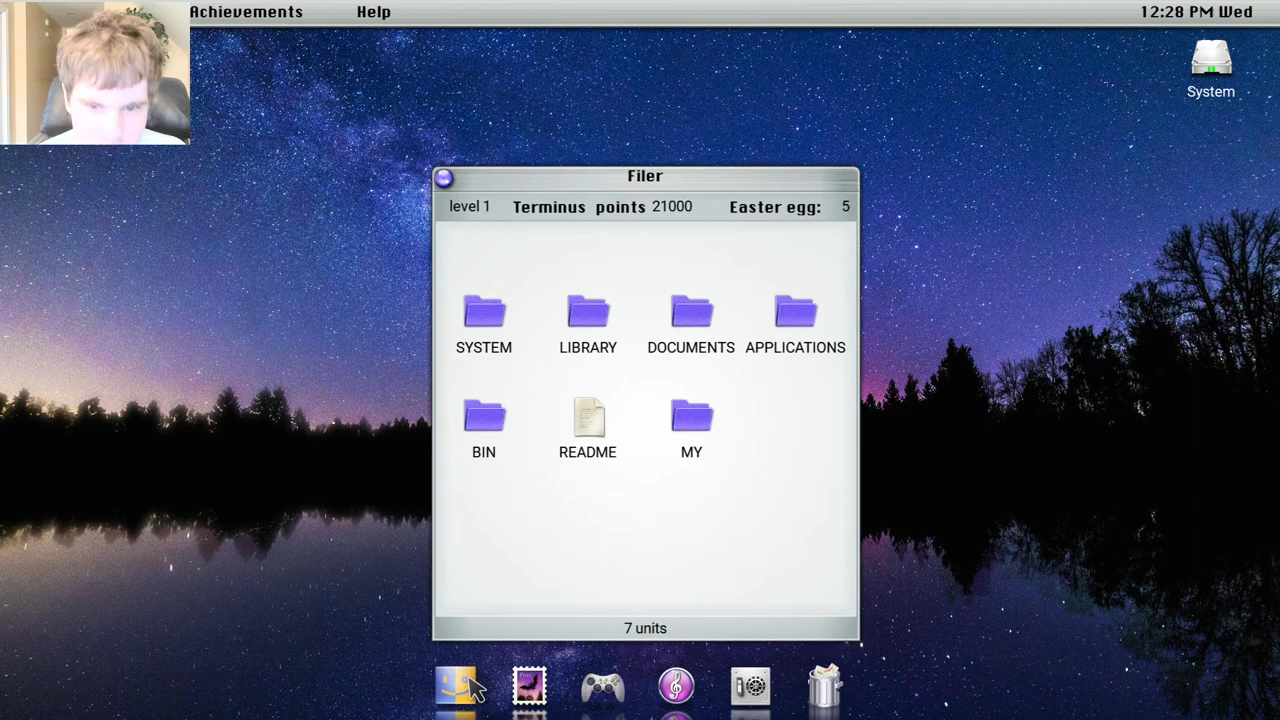 Achievements Help 12:28 PM Wed
System
Filer
level 1 Terminus points 21000 Easter egg: 5
SYSTEM LIBRARY DOCUMENTS APPLICATIONS
BIN README MY
7 units